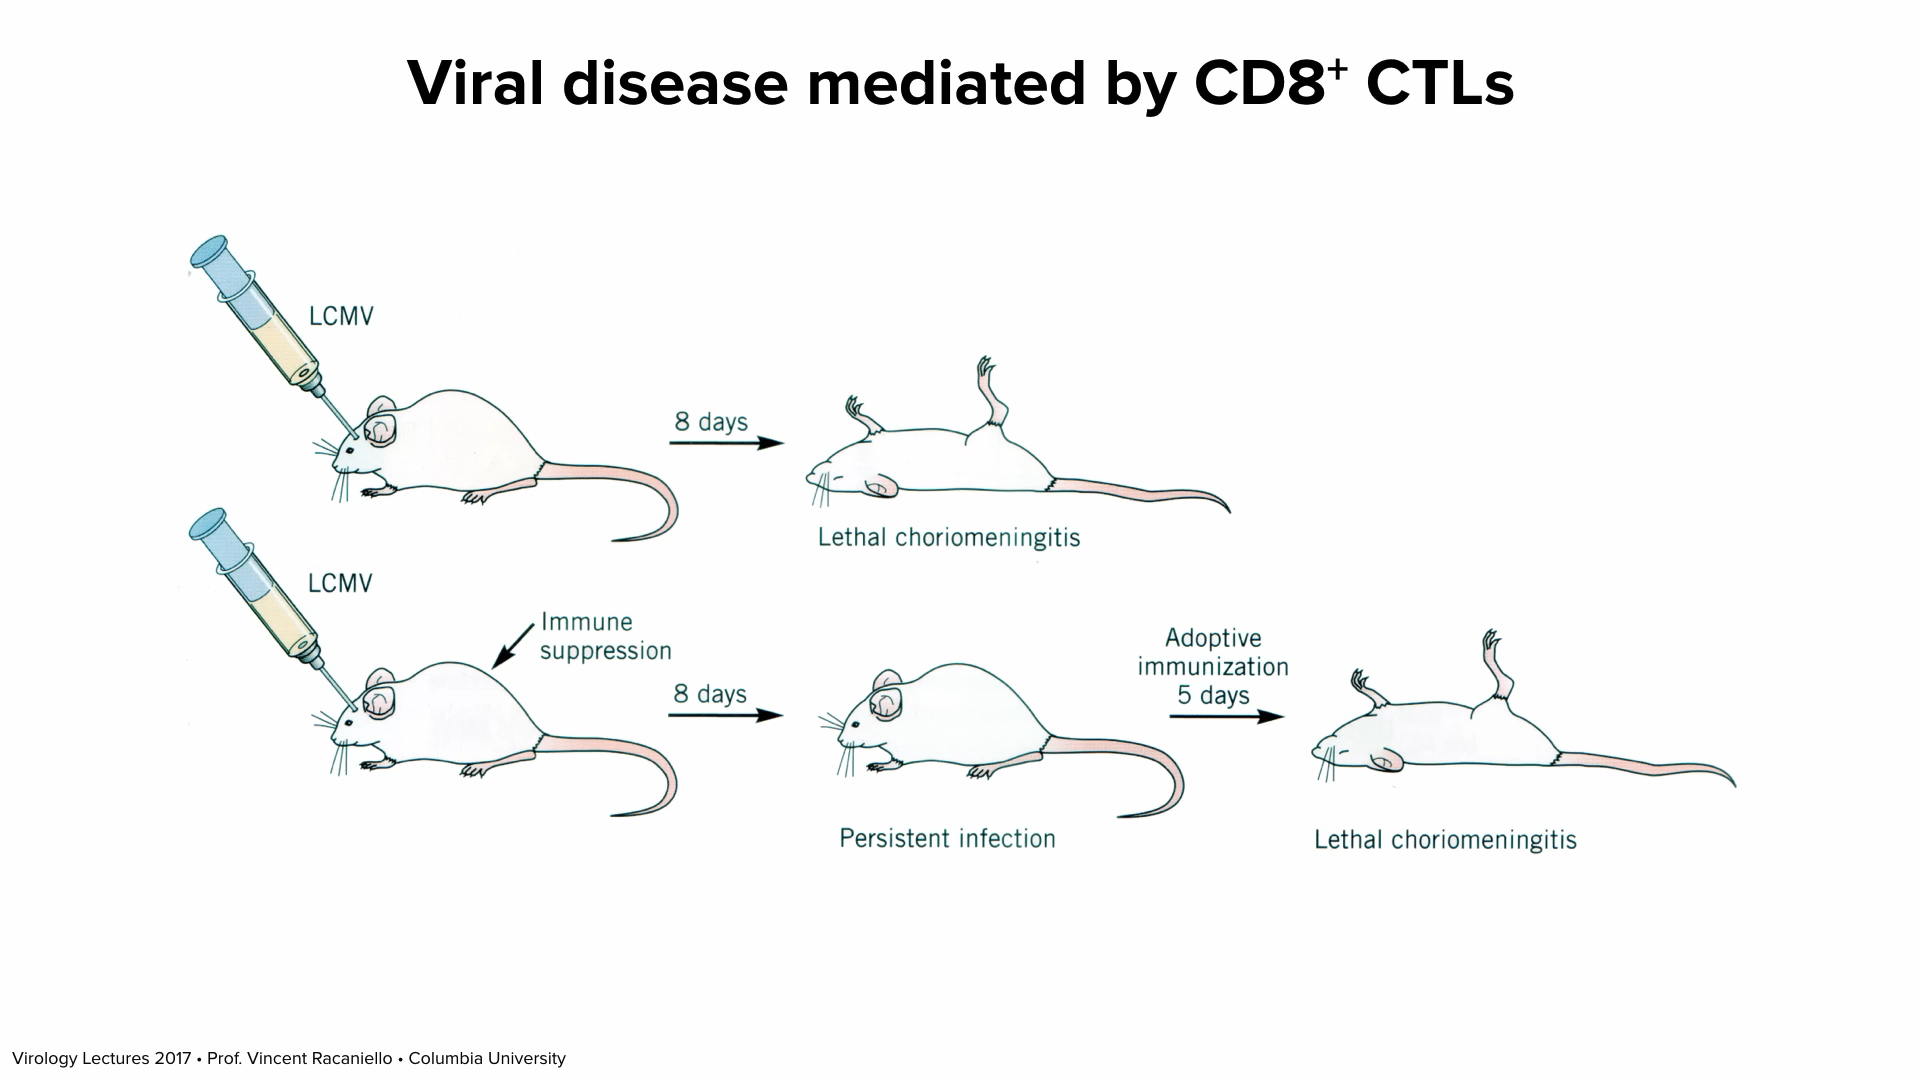 Viral disease mediated by CD8⁺ CTLs
LCMV
8 days
Lethal choriomeningitis
LCMV
Immune
suppression
8 days
Adoptive
immunization
5 days
Persistent infection
Lethal choriomeningitis
Virology Lectures 2017 • Prof. Vincent Racaniello • Columbia University